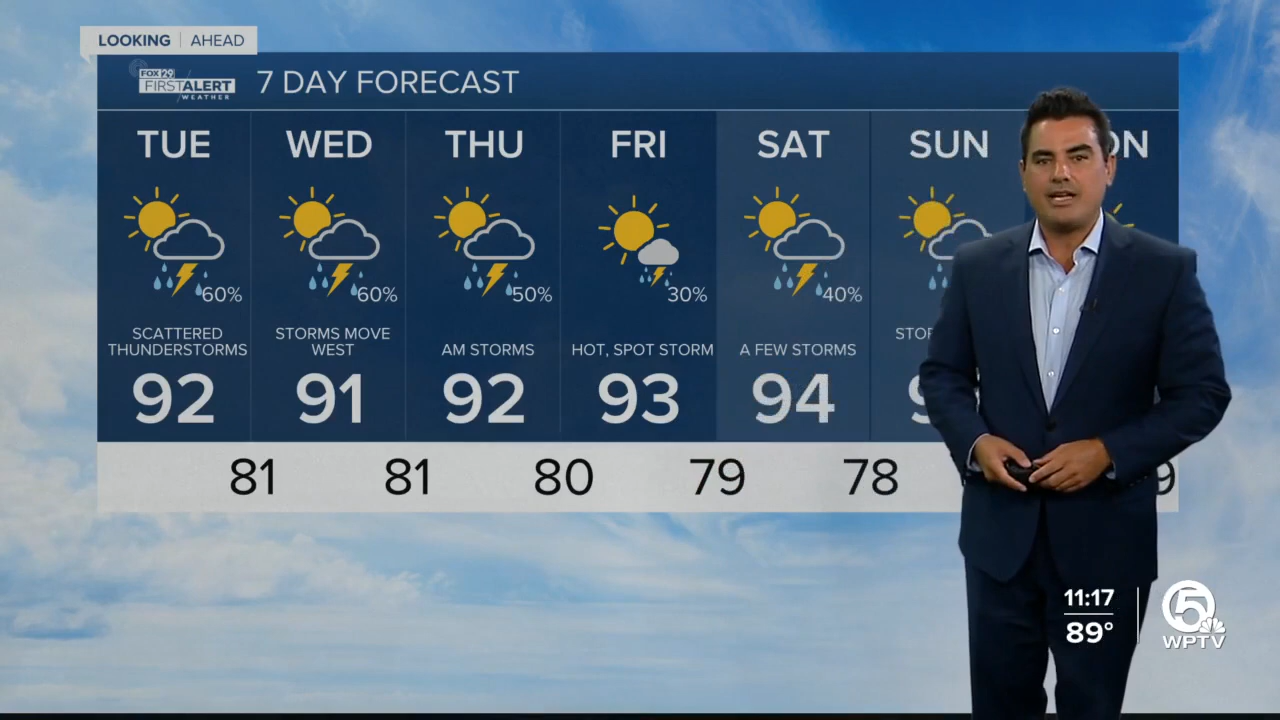 LOOKING | AHEAD
FOX 29
FIRST ALERT
WEATHER
7 DAY FORECAST
TUE WED THU FRI SAT SUN
60% 60% 50% 30% 40%
SCATTERED THUNDERSTORMS
STORMS MOVE WEST
AM STORMS
HOT, SPOT STORM
A FEW STORMS
92 91 92 93 94
81 81 80 79 78
11:17
89°
5
WPTV